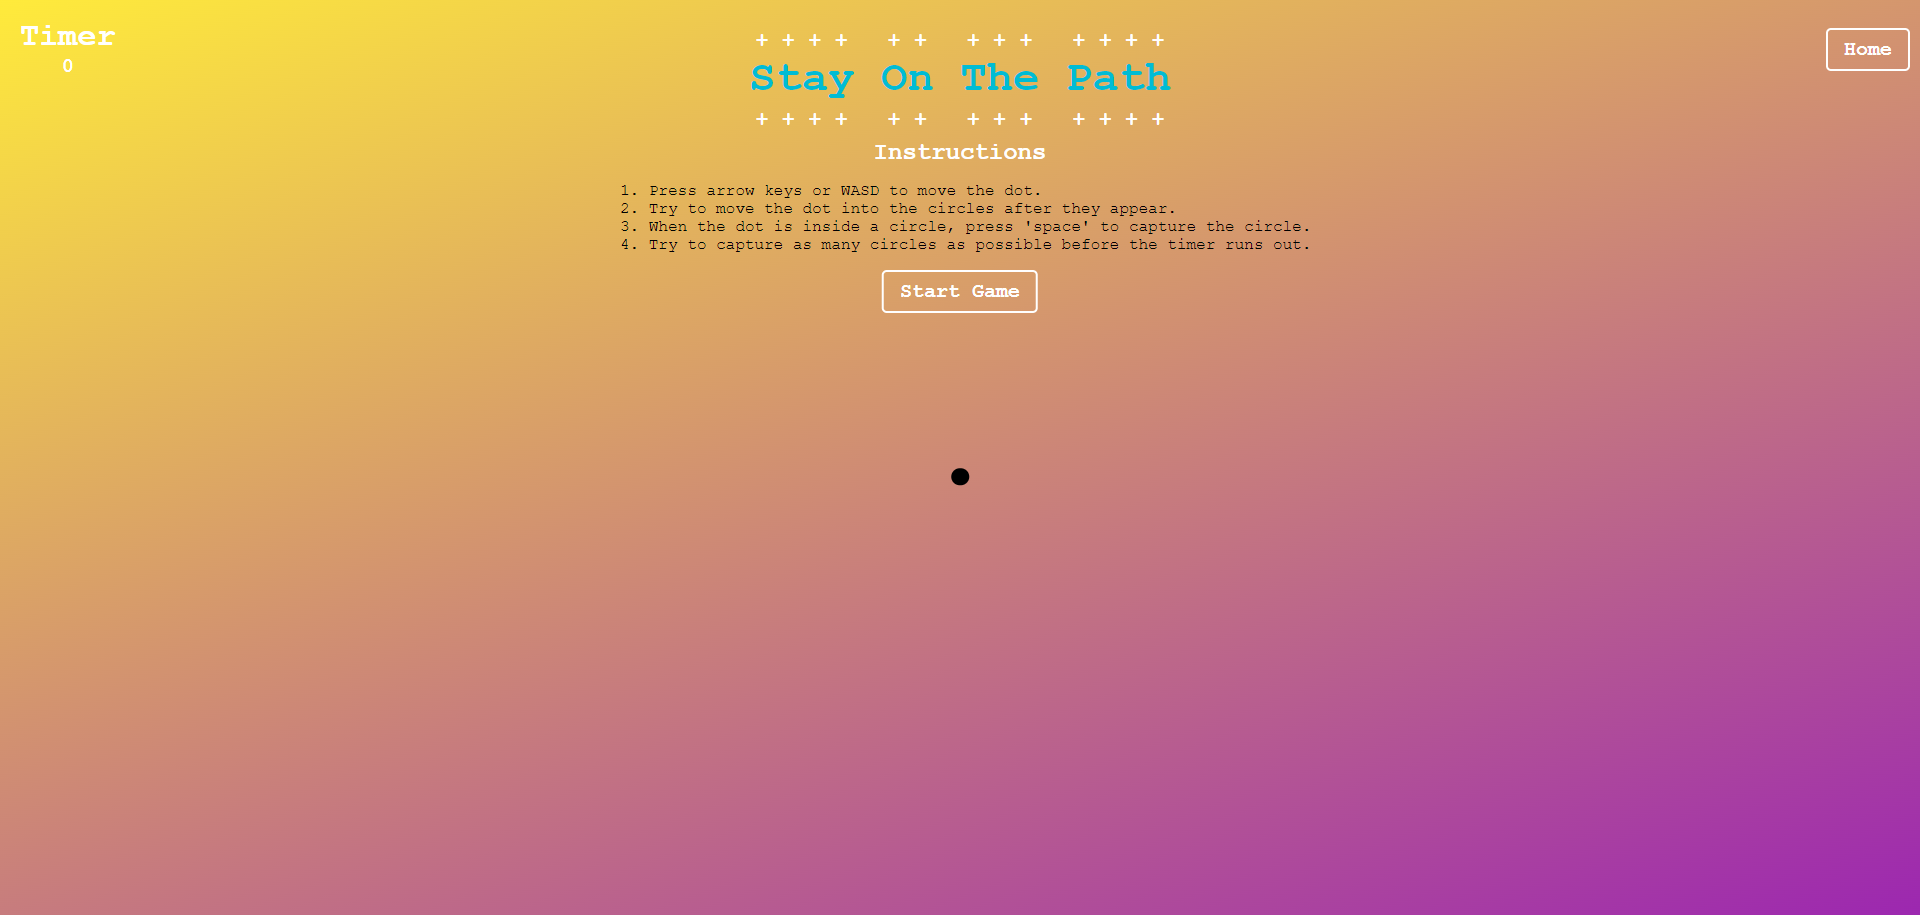 Timer
0
+ + + +  + +  + + +  + + + +
Stay On The Path
+ + + +  + +  + + +  + + + +
Home
Instructions
1. Press arrow keys or WASD to move the dot.
2. Try to move the dot into the circles after they appear.
3. When the dot is inside a circle, press 'space' to capture the circle.
4. Try to capture as many circles as possible before the timer runs out.
Start Game